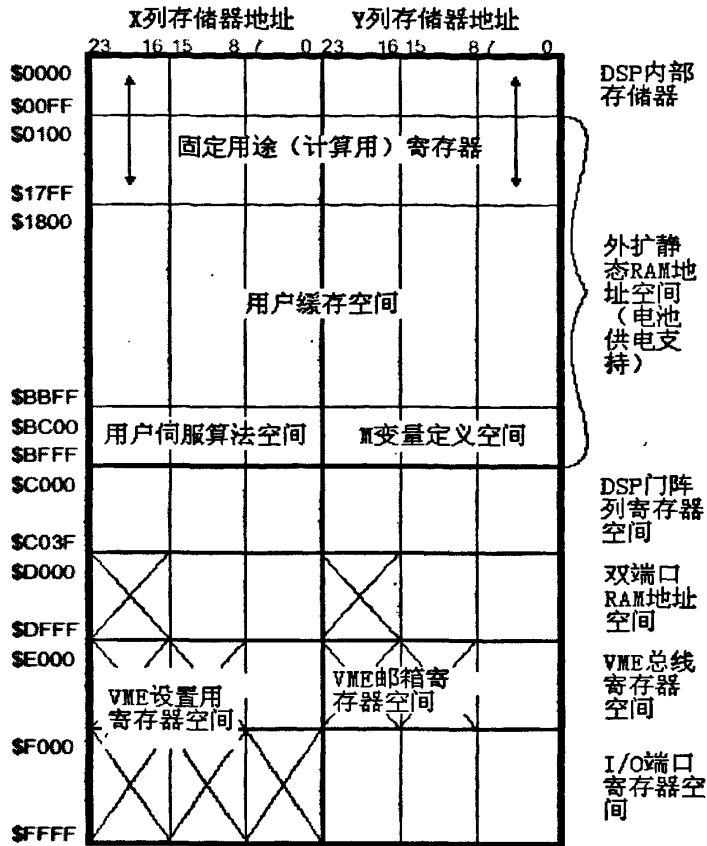 X列存储器地址 Y列存储器地址
23 16 15 8 7 0 23 16 15 8 7 0
$0000
DSP内部
存储器
$00FF
$0100
固定用途（计算用）寄存器
$17FF
$1800
外扩静
态RAM地
址空间
（电池
供电支
持）
用户缓存空间
$BBFF
$BC00
用户伺服算法空间 M变量定义空间
$BFFF
$C000
DSP门阵
列寄存器
空间
$C03F
$D000
双端口
RAM地址
空间
$DFFF
$E000
VME总线
寄存器
空间
VME设置用
寄存器空间
VME邮箱寄
存器空间
$F000
I/O端口
寄存器空
间
$FFFF